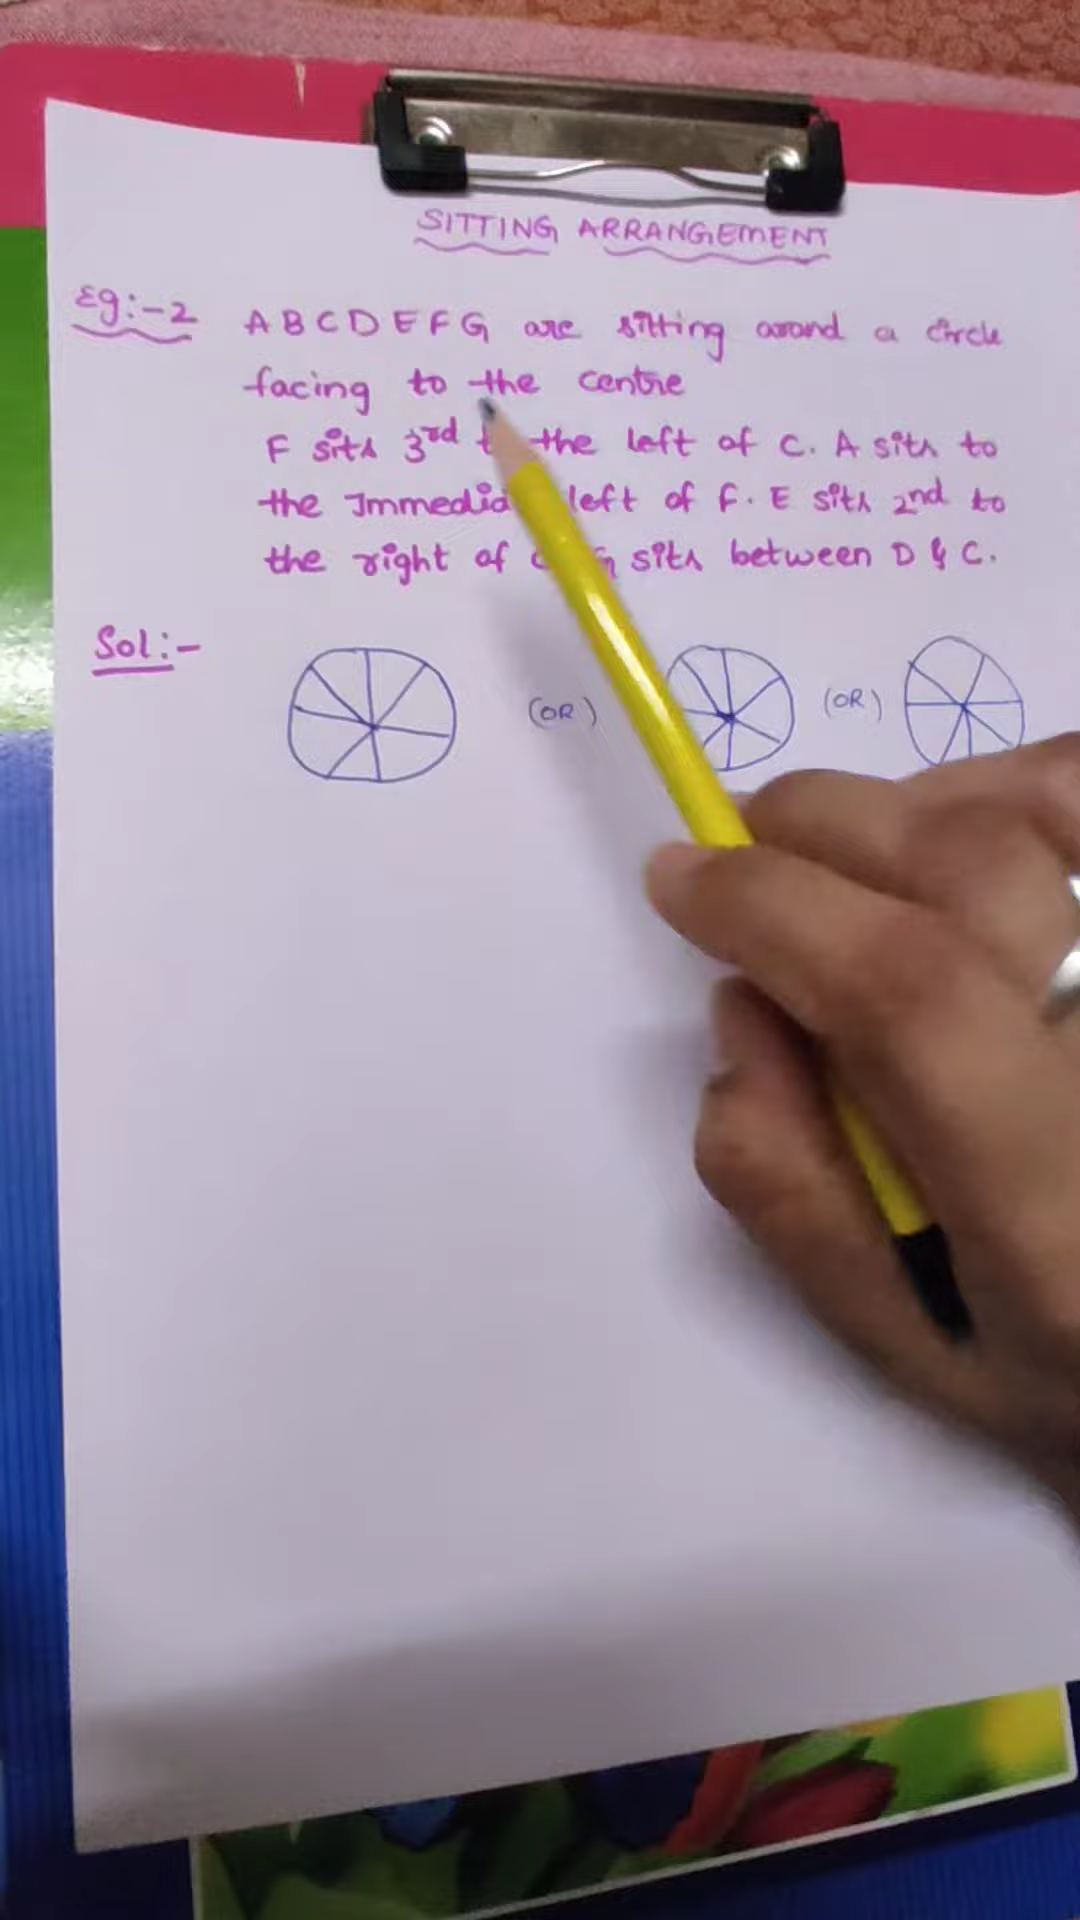 SITTING ARRANGEMENT
Eg:-2 A B C D E F G are sitting around a circle
facing to the centre
F sits 3rd the left of C. A sits to
the Immedia left of F. E sits 2nd to
the right of G sits between D & C.
Sol:-
(OR) (OR)